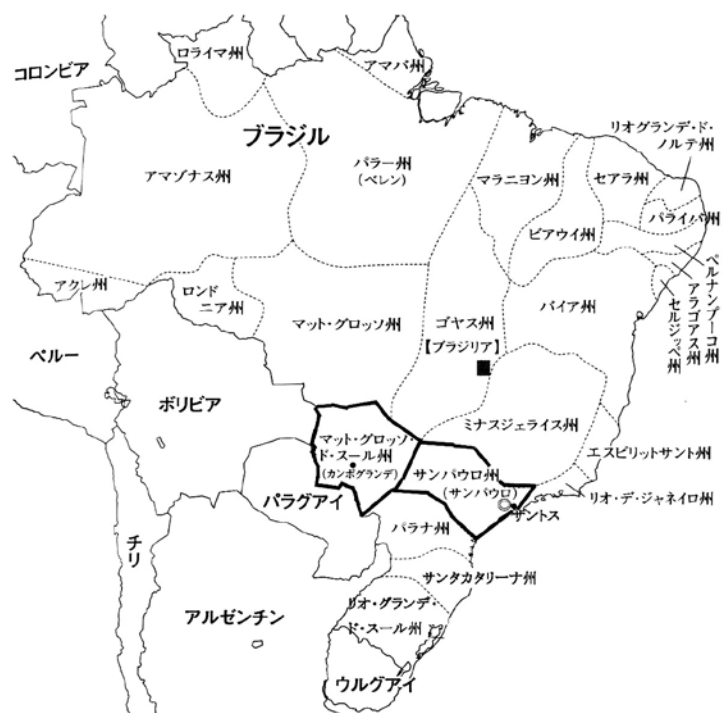 ロライマ州
アマパ州
コロンビア
ブラジル
リオグランデ・ド・
ノルテ州
アマゾナス州
パラー州
(ベレン)
マラニヨン州
セアラ州
パライバ州
ピアウイ州
ペルナンブーコ州
アラゴアス州
セルジッペ州
アクレ州
ロンド
ニア州
マット・グロッソ州
ゴヤス州
【ブラジリア】
バイア州
ペルー
ボリビア
ミナスジェライス州
マット・グロッソ・
ド・スール州
(カンポグランデ)
エスピリットサント州
サンパウロ州
(サンパウロ)
リオ・デ・ジャネイロ州
サントス
パラグアイ
パラナ州
チリ
サンタカタリーナ州
アルゼンチン
リオ・グランデ・
ド・スール州
ウルグアイ